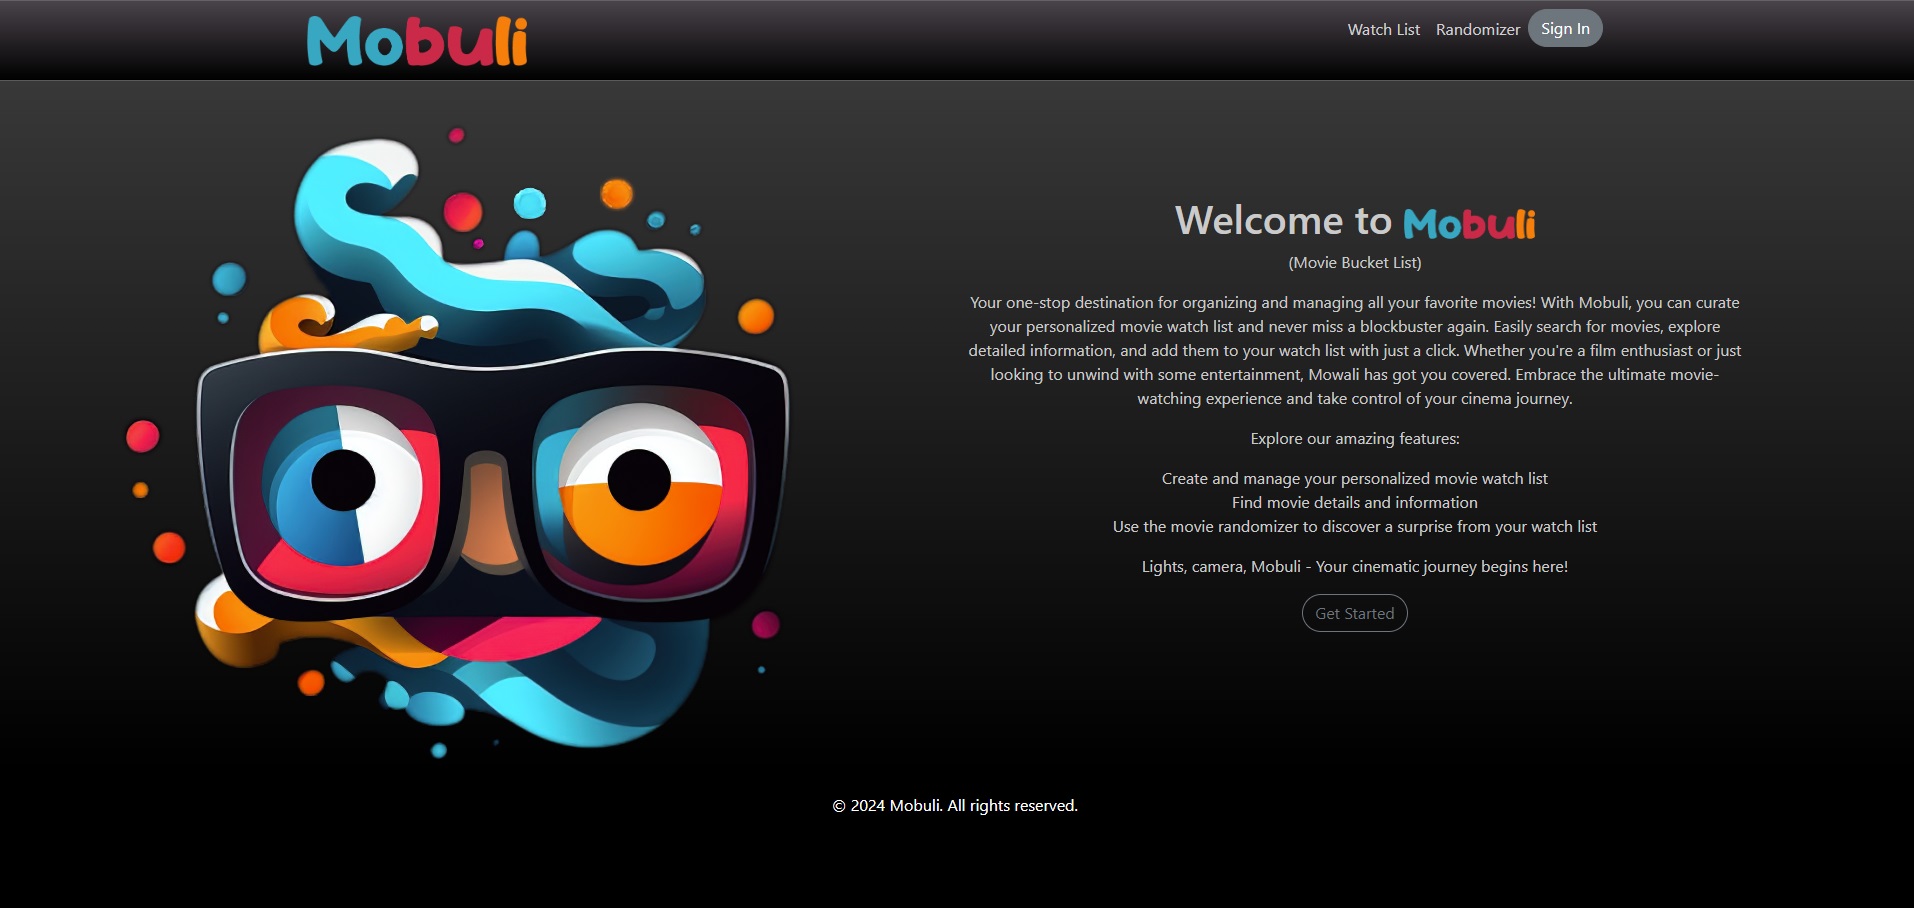 Mobuli
Watch List
Randomizer
Sign In
Welcome to Mobuli
(Movie Bucket List)
Your one-stop destination for organizing and managing all your favorite movies! With Mobuli, you can curate
your personalized movie watch list and never miss a blockbuster again. Easily search for movies, explore
detailed information, and add them to your watch list with just a click. Whether you're a film enthusiast or just
looking to unwind with some entertainment, Mowali has got you covered. Embrace the ultimate movie-
watching experience and take control of your cinema journey.
Explore our amazing features:
Create and manage your personalized movie watch list
Find movie details and information
Use the movie randomizer to discover a surprise from your watch list
Lights, camera, Mobuli - Your cinematic journey begins here!
Get Started
© 2024 Mobuli. All rights reserved.